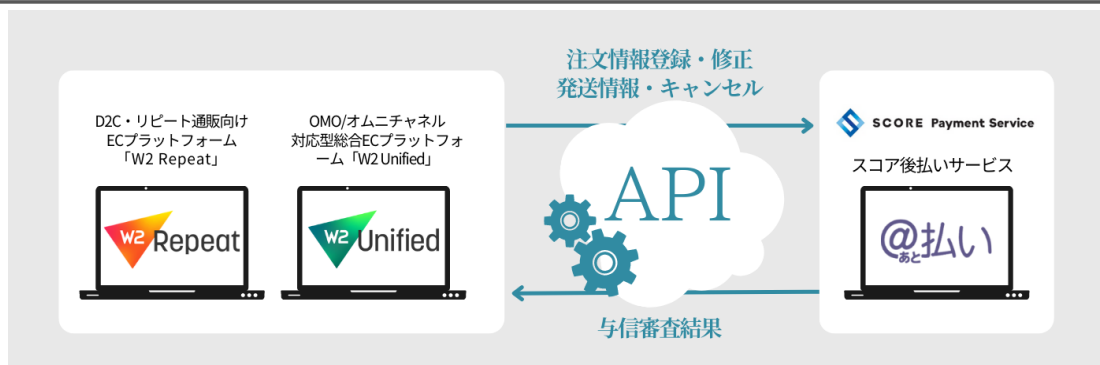 注文情報登録・修正
発送情報・キャンセル
D2C・リピート通販向け
ECプラットフォーム
「W2 Repeat」
OMO/オムニチャネル
対応型総合ECプラットフォ
ーム「W2 Unified」
W2 Repeat
W2 Unified
API
SCORE Payment Service
スコア後払いサービス
@払い
あと
与信審査結果